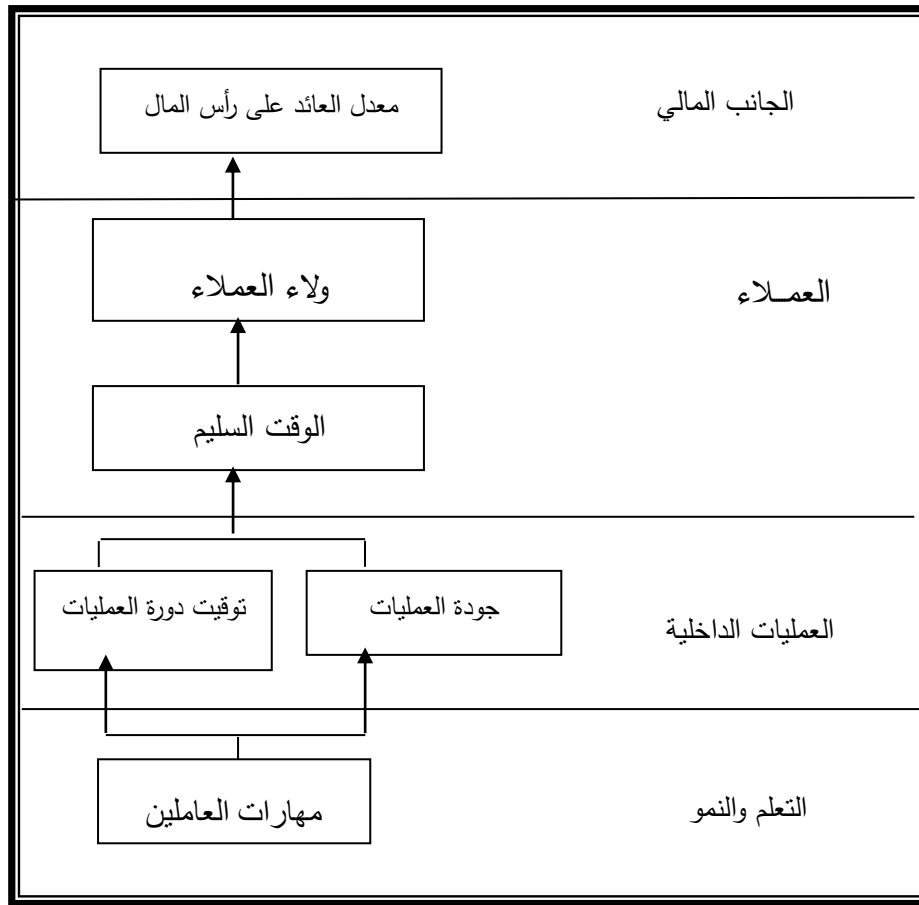 الجانب المالي
معدل العائد على رأس المال
العمــلاء
ولاء العملاء
الوقت السليم
العمليات الداخلية
جودة العمليات
توقيت دورة العمليات
التعلم والنمو
مهارات العاملين